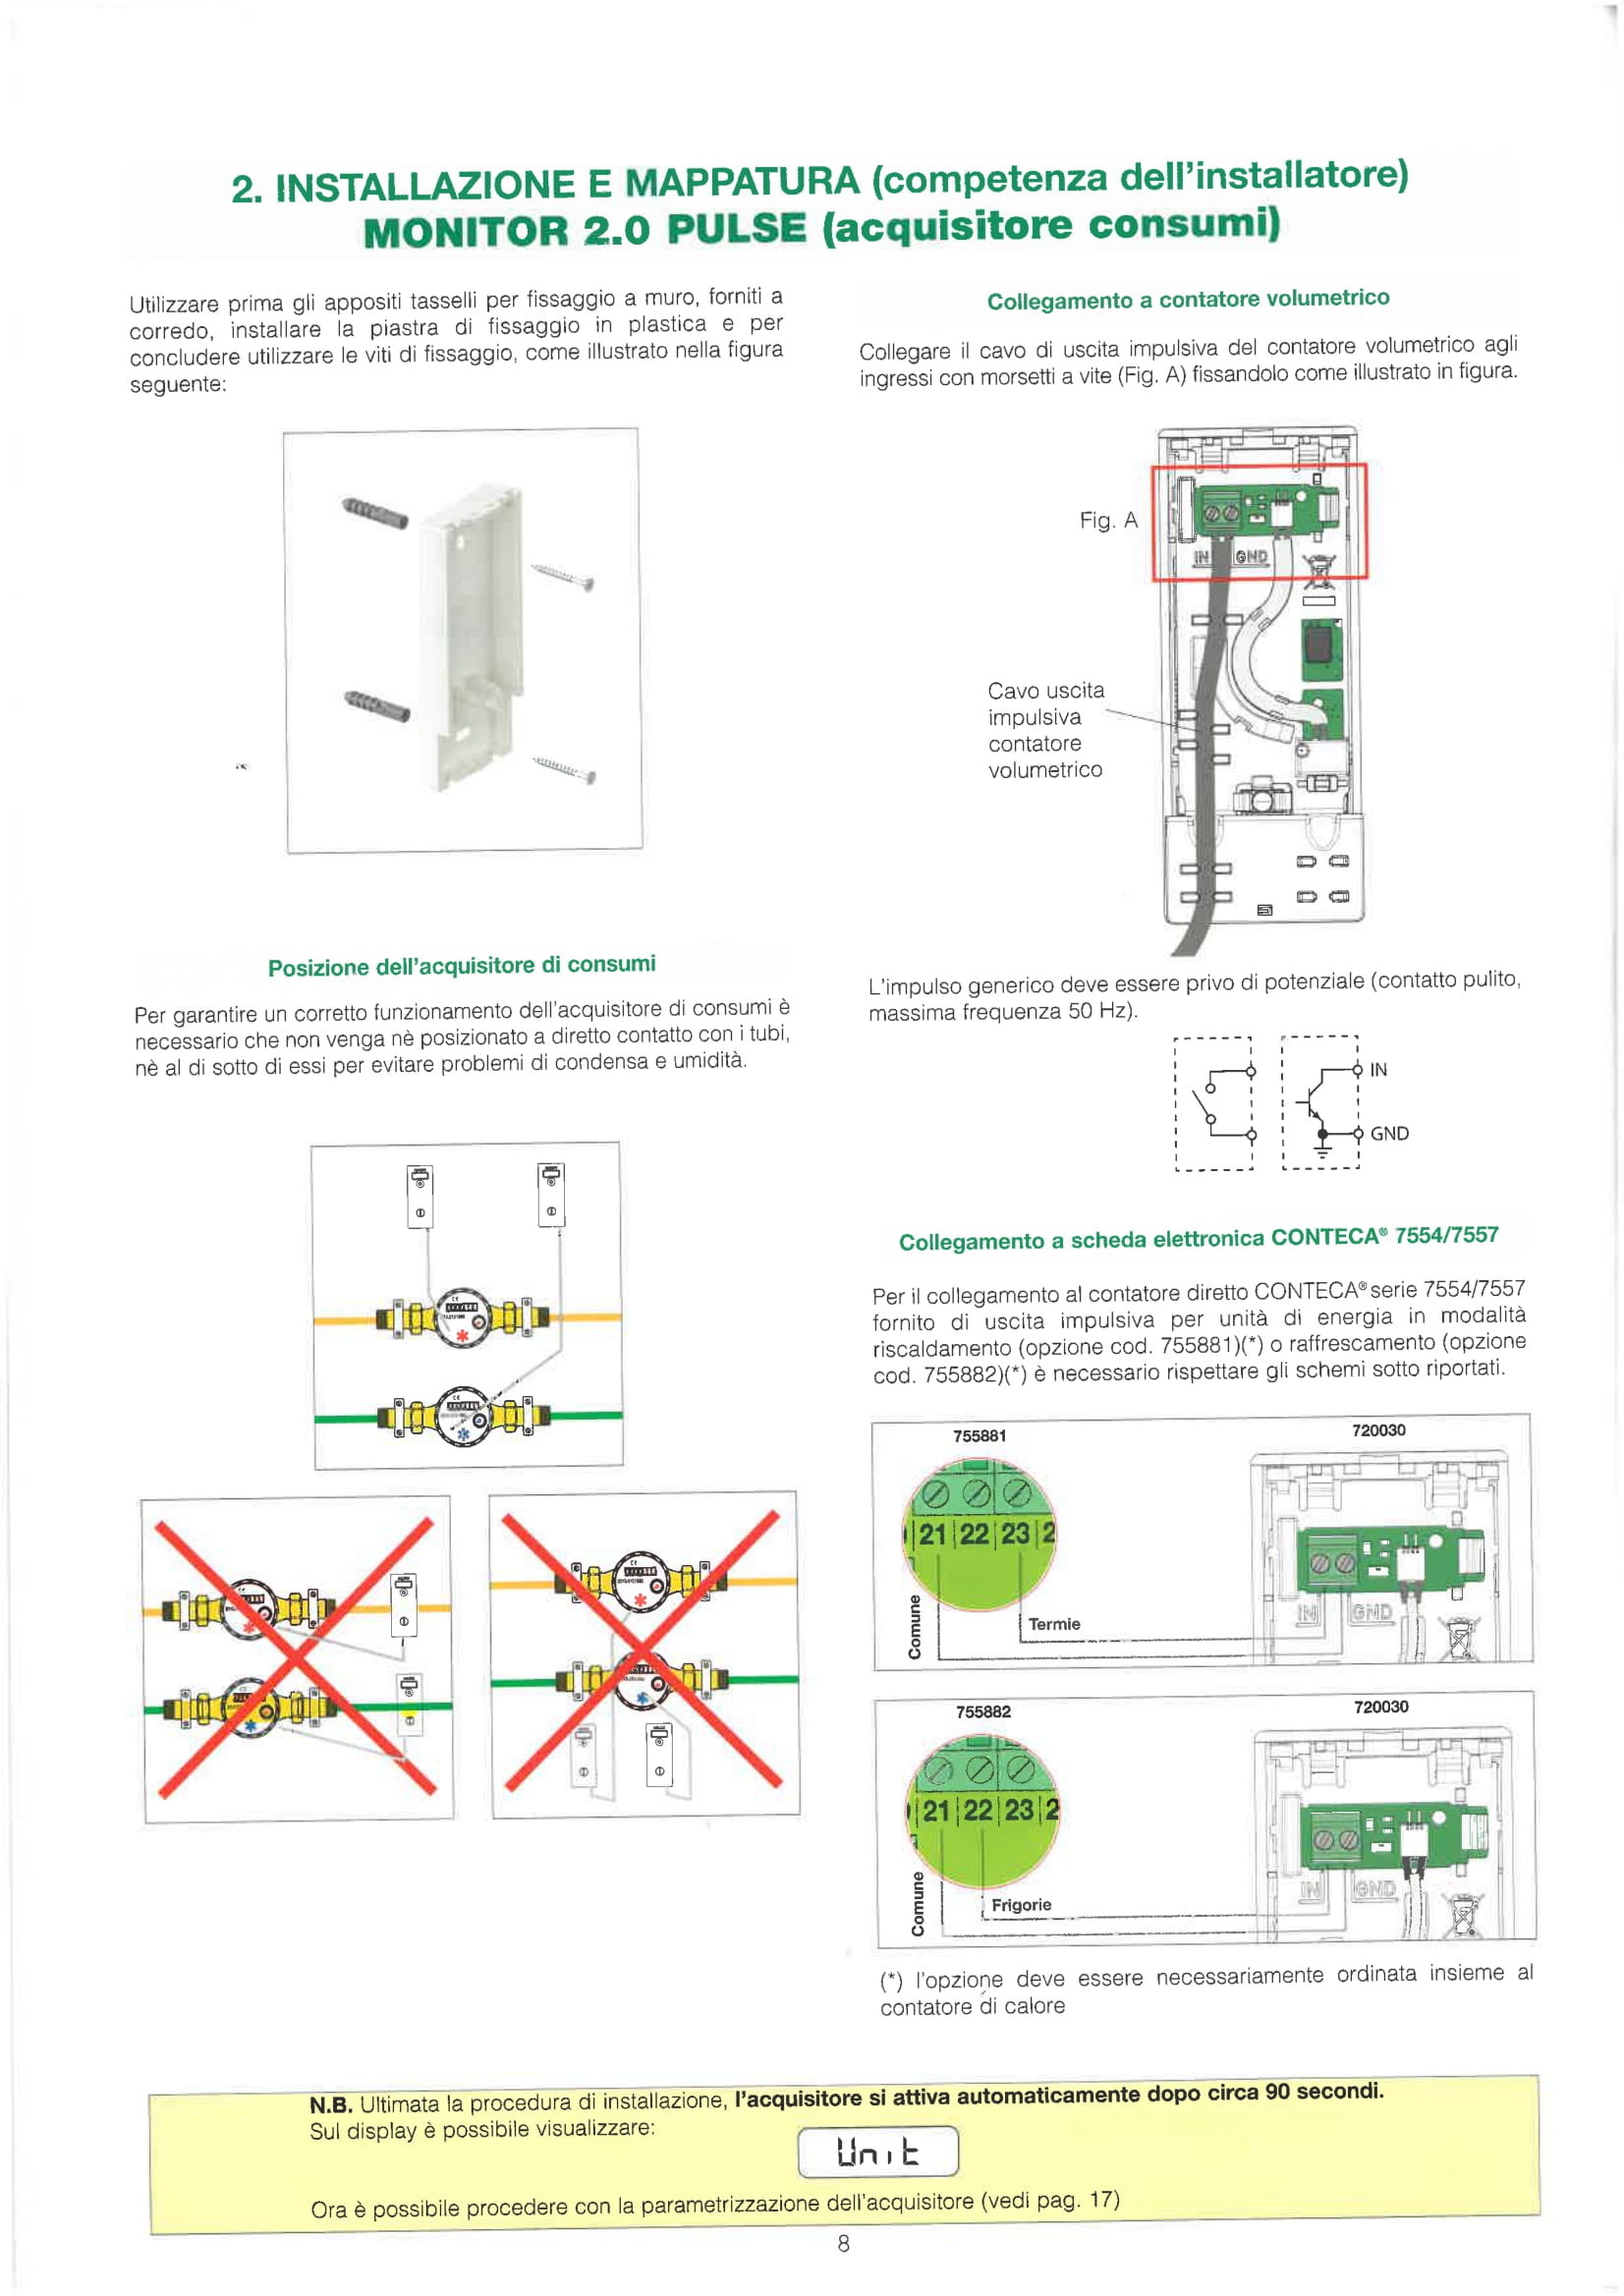 2. INSTALLAZIONE E MAPPATURA (competenza dell'installatore)
MONITOR 2.0 PULSE (acquisitore consumi)
Utilizzare prima gli appositi tasselli per fissaggio a muro, forniti a
corredo, installare la piastra di fissaggio in plastica e per
concludere utilizzare le viti di fissaggio, come illustrato nella figura
seguente:
Posizione dell'acquisitore di consumi
Per garantire un corretto funzionamento dell'acquisitore di consumi è
necessario che non venga nè posizionato a diretto contatto con i tubi,
nè al di sotto di essi per evitare problemi di condensa e umidità.
Collegamento a contatore volumetrico
Collegare il cavo di uscita impulsiva del contatore volumetrico agli
ingressi con morsetti a vite (Fig. A) fissandolo come illustrato in figura.
Fig. A
IN GND
Cavo uscita
impulsiva
contatore
volumetrico
L'impulso generico deve essere privo di potenziale (contatto pulito,
massima frequenza 50 Hz).
IN
GND
Collegamento a scheda elettronica CONTECA® 7554/7557
Per il collegamento al contatore diretto CONTECA® serie 7554/7557
fornito di uscita impulsiva per unità di energia in modalità
riscaldamento (opzione cod. 755881)(*) o raffrescamento (opzione
cod. 755882)(*) è necessario rispettare gli schemi sotto riportati.
755881
720030
21 22 23 2
Comune
Termie
IN GND
755882
720030
21 22 23 2
Comune
Frigorie
IN GND
(*) l'opzione deve essere necessariamente ordinata insieme al
contatore di calore
N.B. Ultimata la procedura di installazione, l'acquisitore si attiva automaticamente dopo circa 90 secondi.
Sul display è possibile visualizzare:
Unit
Ora è possibile procedere con la parametrizzazione dell'acquisitore (vedi pag. 17)
8